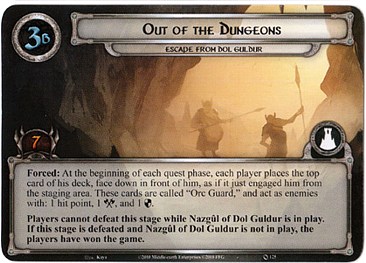 3B
OUT OF THE DUNGEONS
ESCAPE FROM DOL GULDUR
7
Forced: At the beginning of each quest phase, each player places the
top card of his deck, face down in front of him, as if it just engaged him from
the staging area. These cards are called “Orc Guard,” and act as enemies
with: 1 hit point, 1, and 1.
Players cannot defeat this stage while Nazgûl of Dol Guldur is in play.
If this stage is defeated and Nazgûl of Dol Guldur is not in play, the
players have won the game.